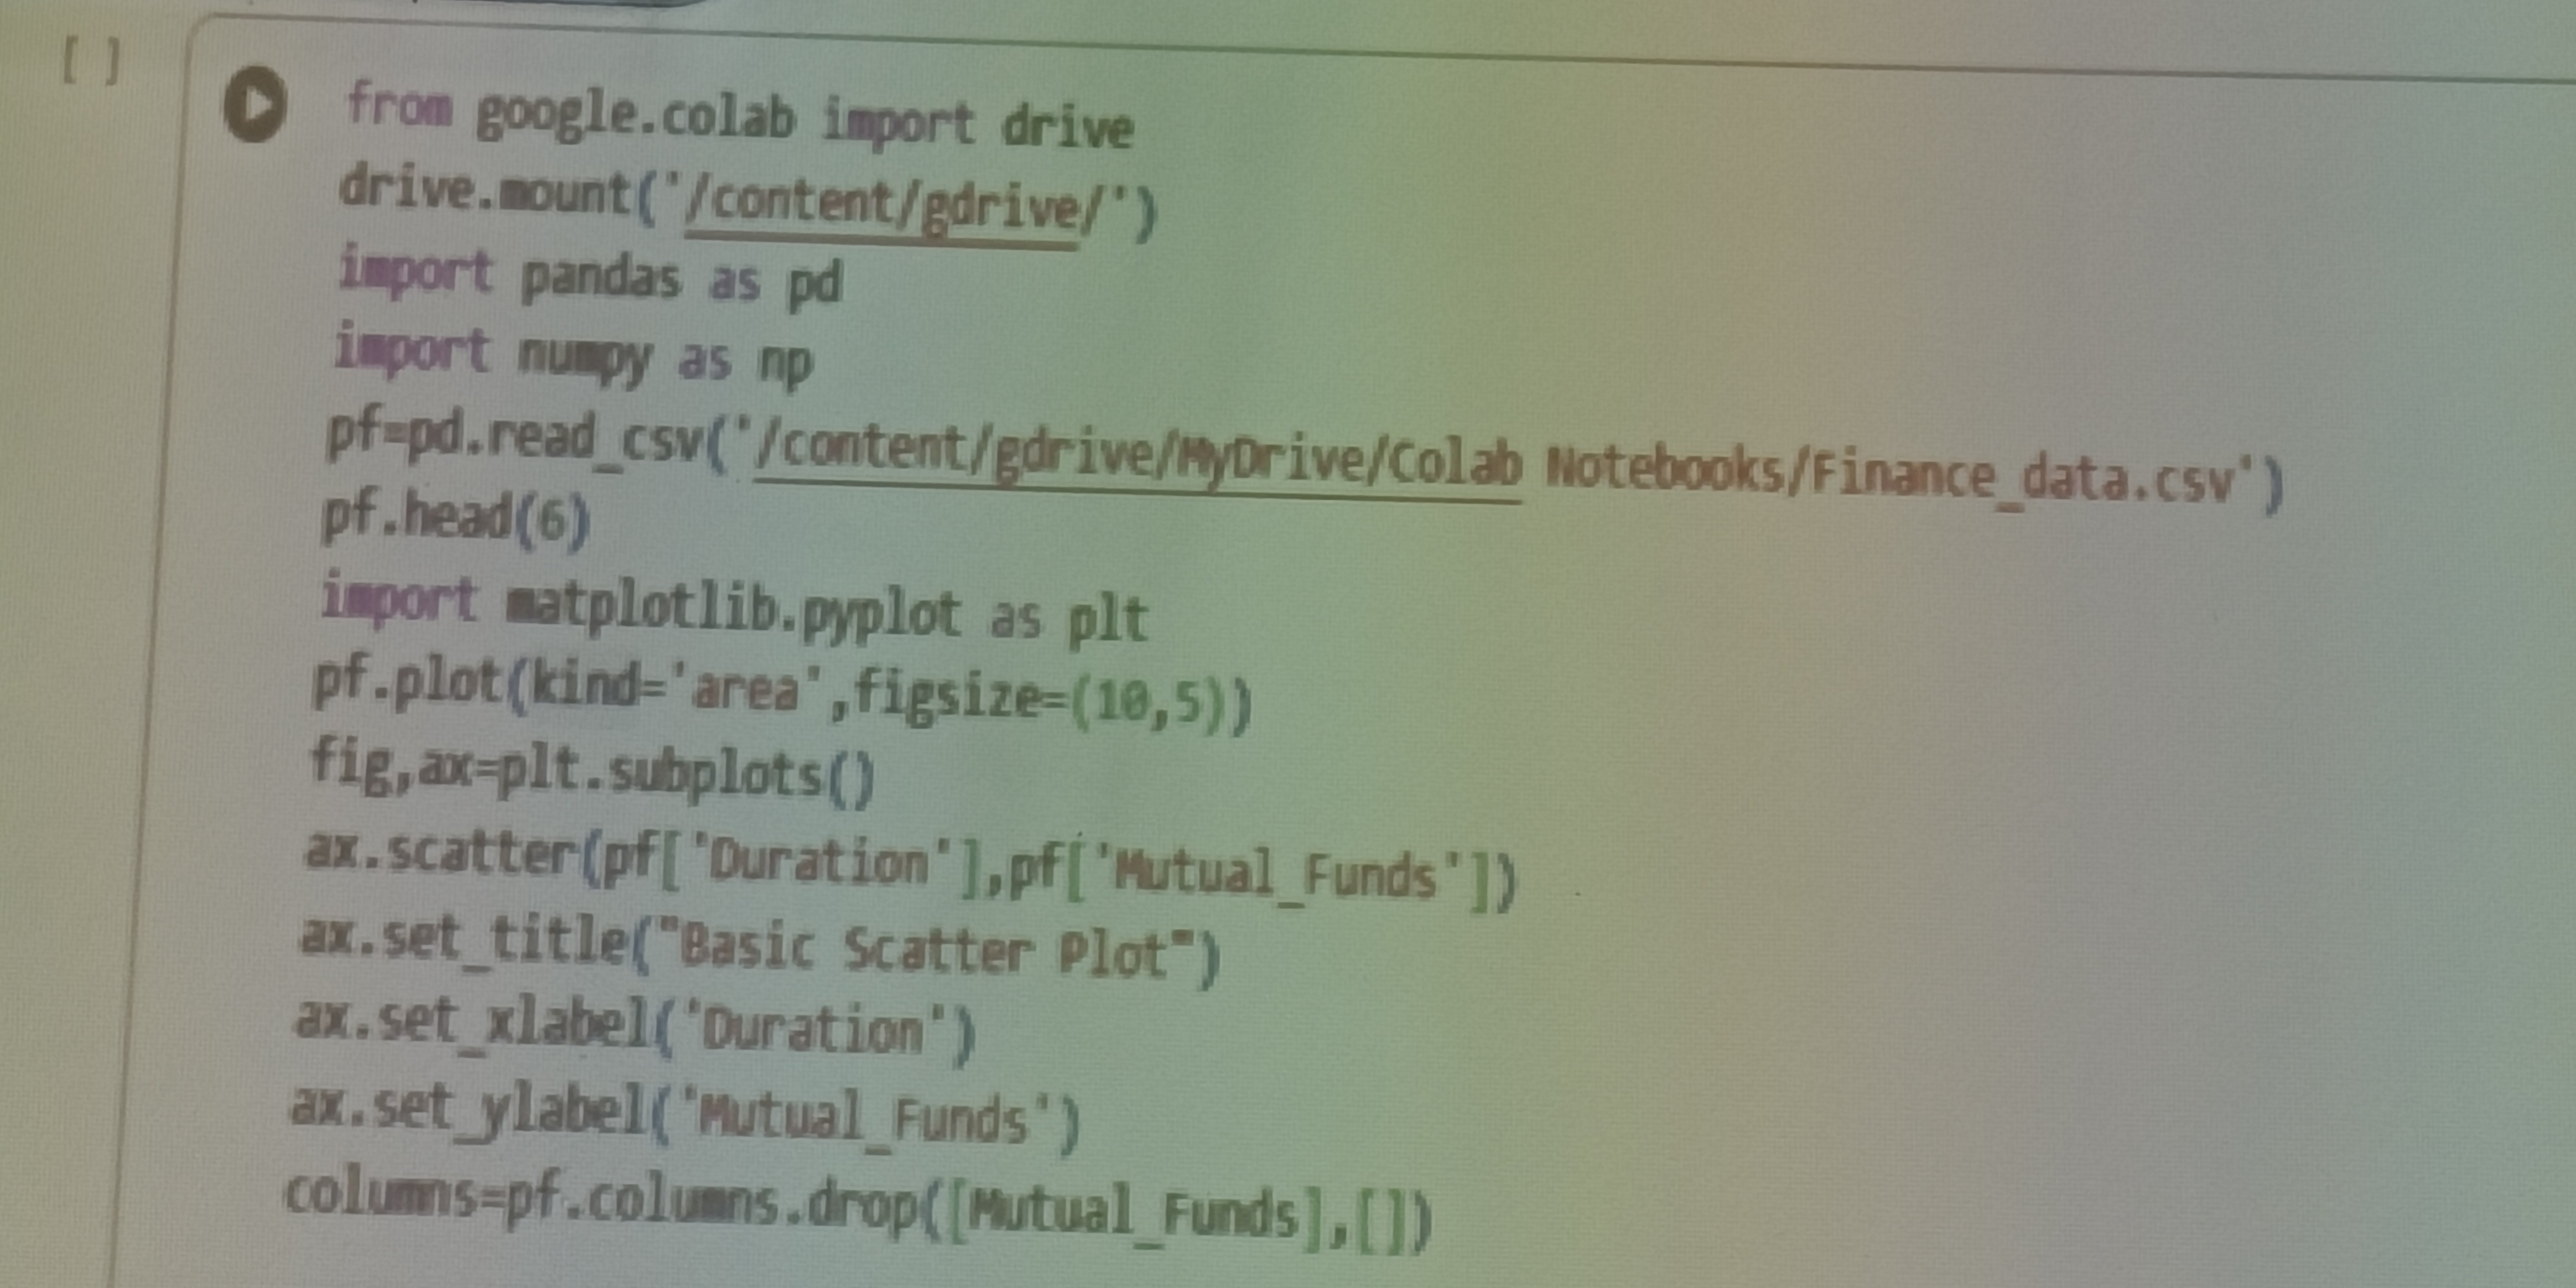 [ ]
from google.colab import drive
drive.mount('/content/gdrive/')
import pandas as pd
import numpy as np
pf=pd.read_csv('/content/gdrive/MyDrive/Colab Notebooks/Finance_data.csv')
pf.head(6)
import matplotlib.pyplot as plt
pf.plot(kind='area',figsize=(10,5))
fig,ax=plt.subplots()
ax.scatter(pf['Duration'],pf['Mutual_Funds'])
ax.set_title("Basic Scatter Plot")
ax.set_xlabel('Duration')
ax.set_ylabel('Mutual_Funds')
columns=pf.columns.drop([Mutual_Funds],[])